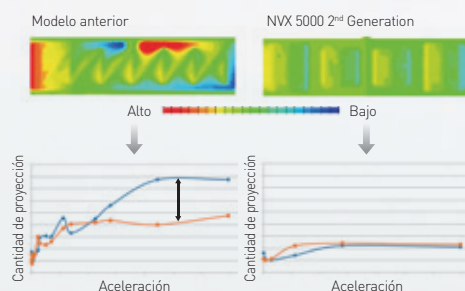 Modelo anterior
NVX 5000 2nd Generation
Alto
Bajo
Cantidad de proyección
Aceleración
Cantidad de proyección
Aceleración